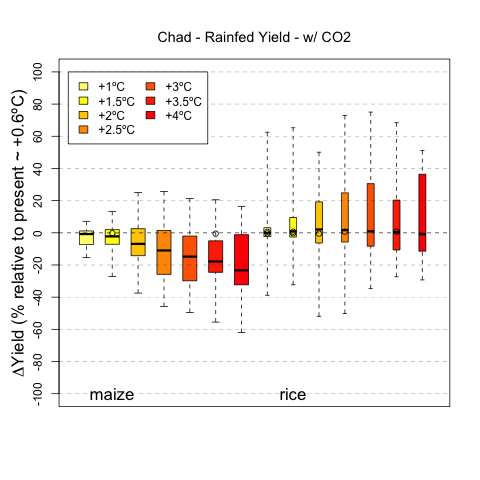 Chad - Rainfed Yield - w/ CO2
ΔYield (% relative to present ~ +0.6ºC)
100
80
60
40
20
0
-20
-40
-60
-80
-100
+1ºC
+1.5ºC
+2ºC
+2.5ºC
+3ºC
+3.5ºC
+4ºC
maize
rice